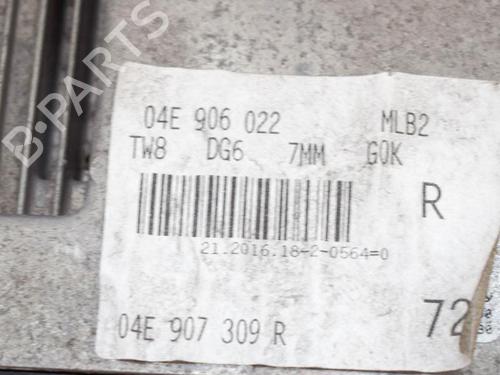 B-PARTS
04E 906 022 MLB2
TW8 DG6 7MM G0K
R
21.2016.18-2-0564=0
04E 907 309 R 72